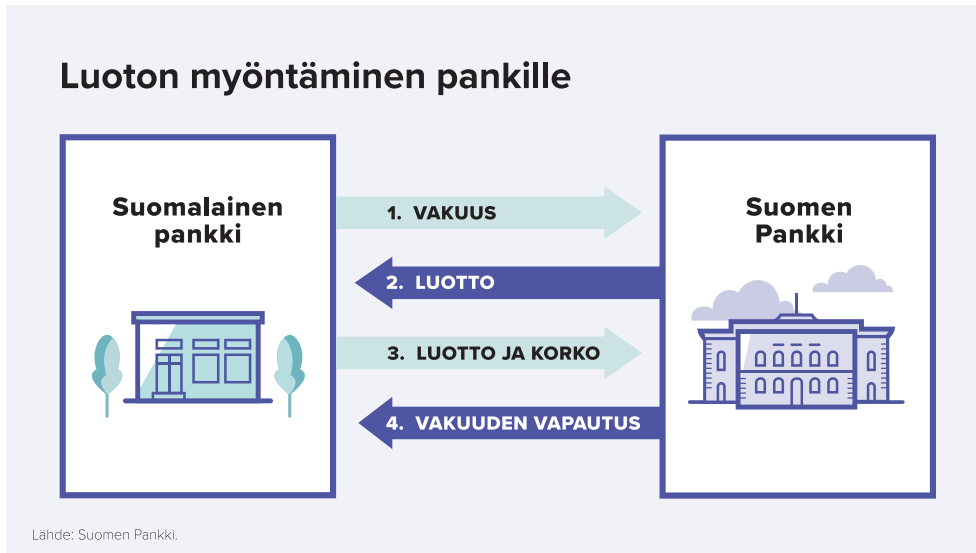 Luoton myöntäminen pankille
Suomalainen
pankki
1. VAKUUS
2. LUOTTO
3. LUOTTO JA KORKO
4. VAKUUDEN VAPAUTUS
Suomen
Pankki
Lähde: Suomen Pankki.